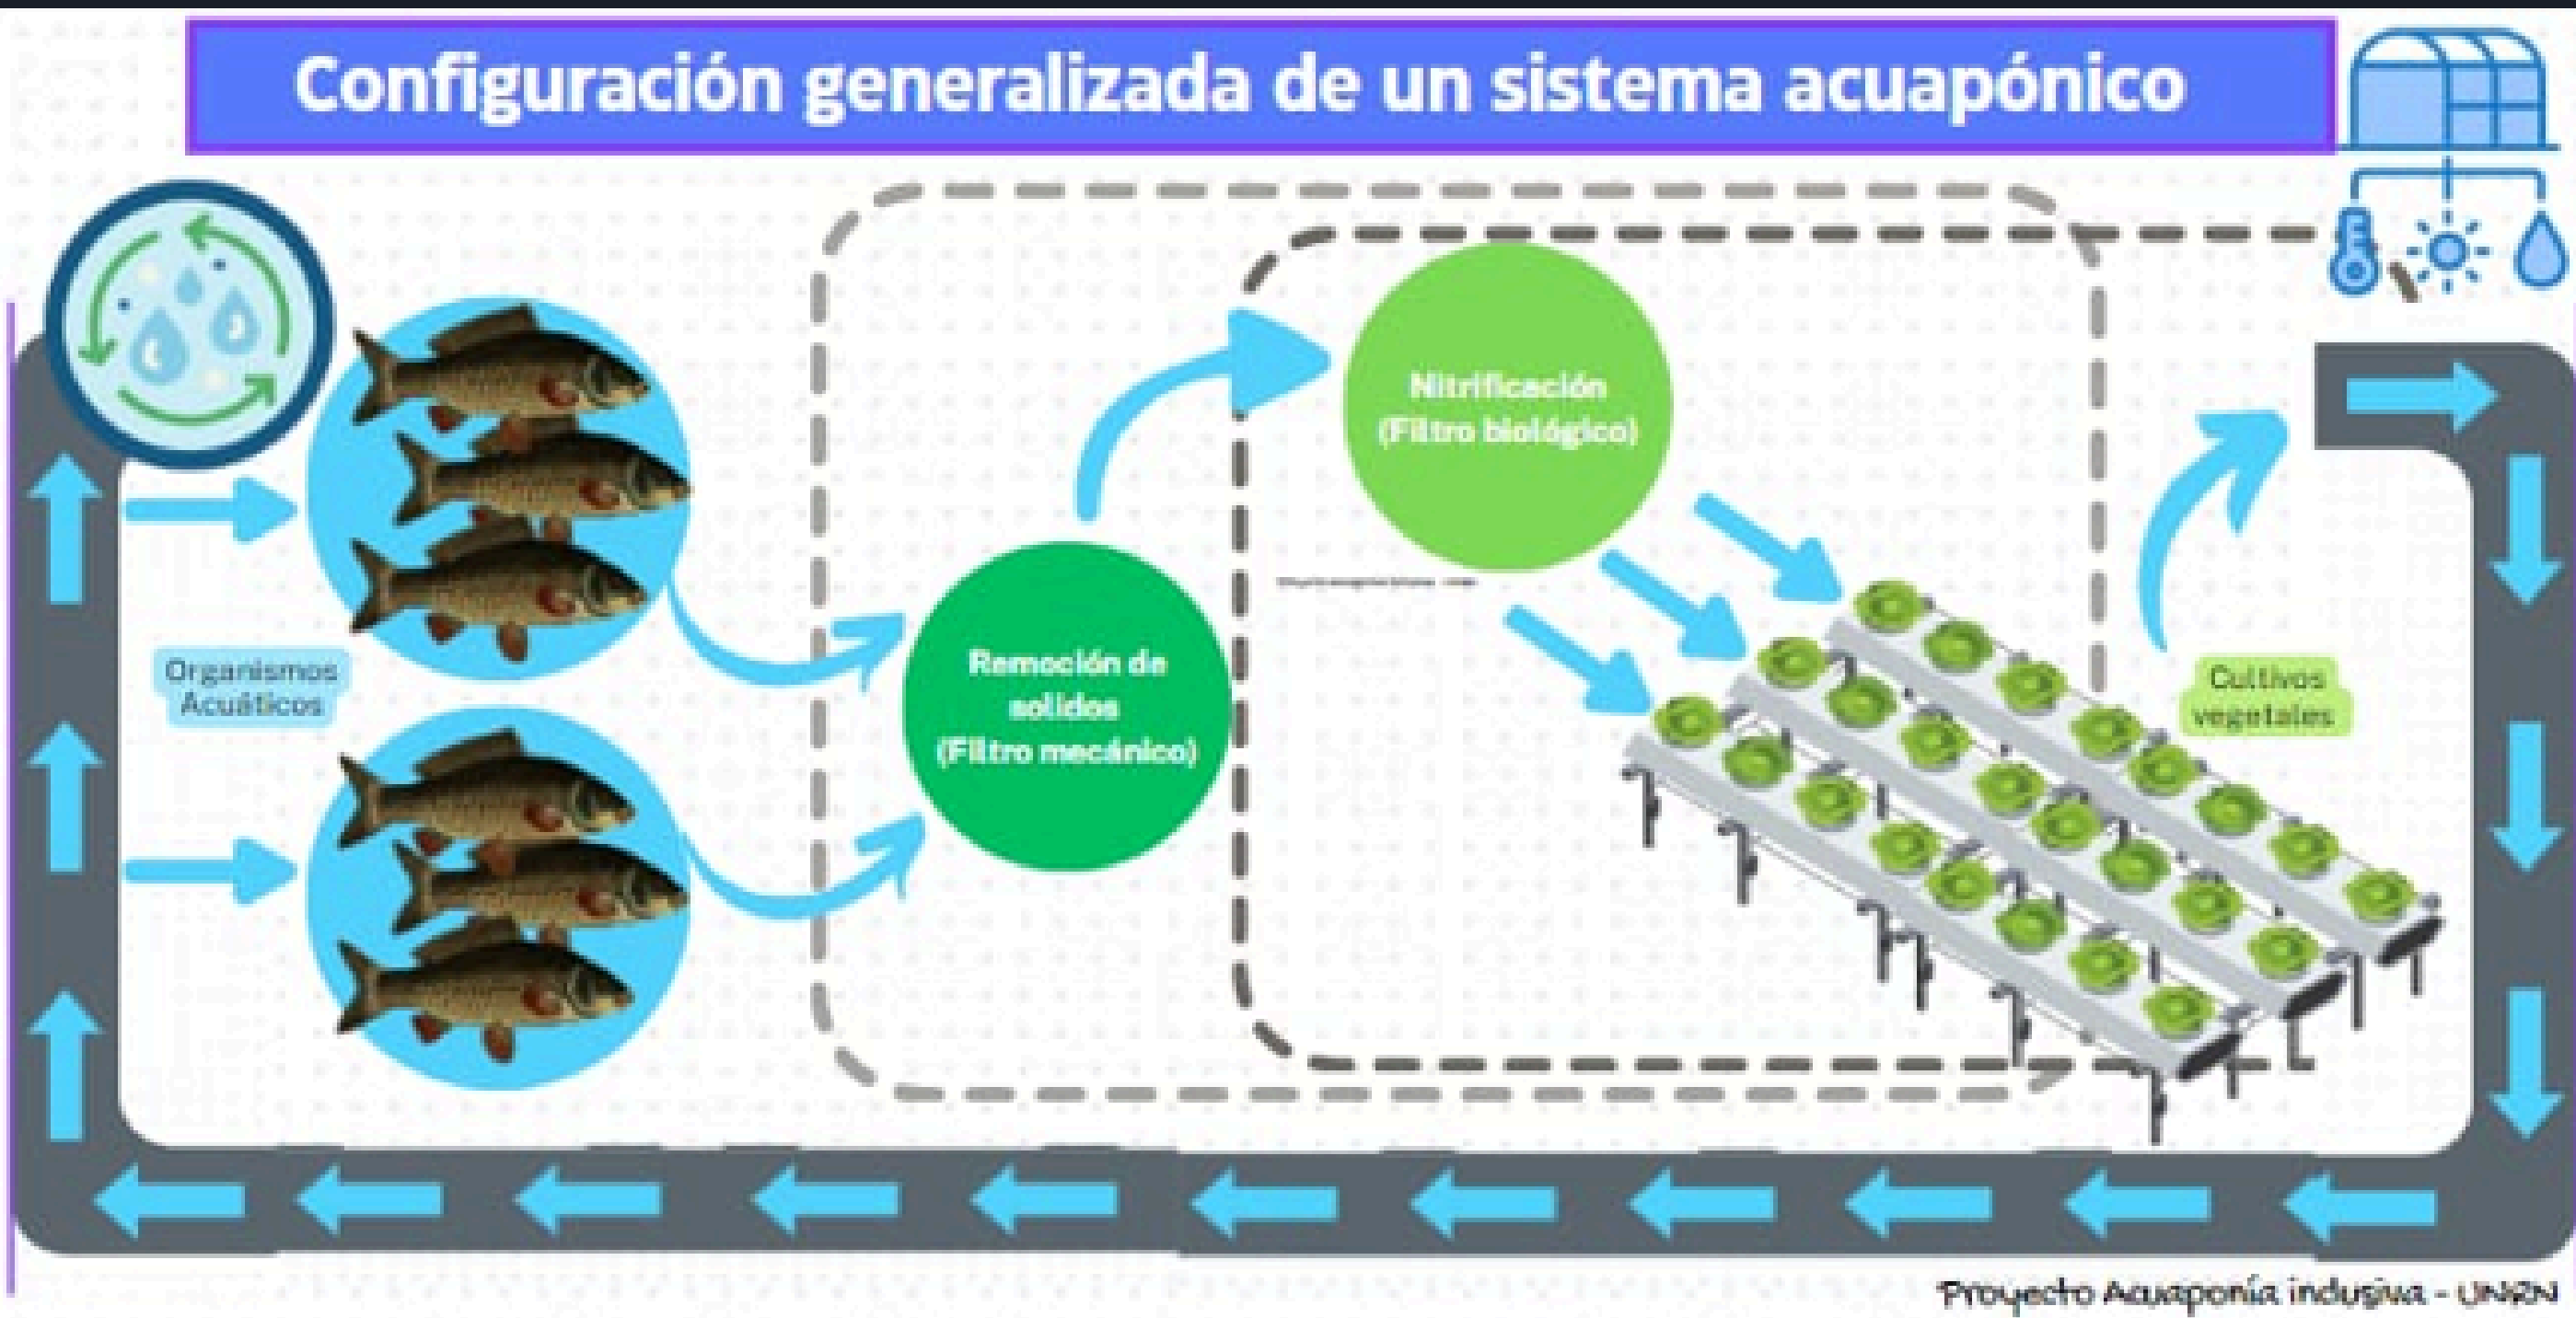 Configuración generalizada de un sistema acuapónico
Nitrificación
(Filtro biológico)
Remoción de
solidos
(Filtro mecánico)
Organismos
Acuáticos
Cultivos
vegetales
Proyecto Acuaponía inclusiva - UNRN